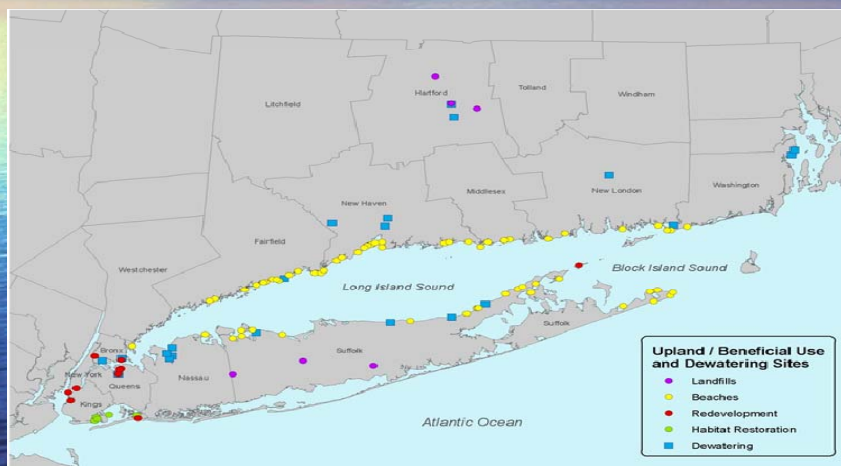 Litchfield
Hartford
Tolland
Windham
New Haven
Middlesex
New London
Washington
Fairfield
Westchester
Long Island Sound
Block Island Sound
Suffolk
Suffolk
Bronx
New York
Queens
Nassau
Kings
Atlantic Ocean
Upland / Beneficial Use
and Dewatering Sites
Landfills
Beaches
Redevelopment
Habitat Restoration
Dewatering